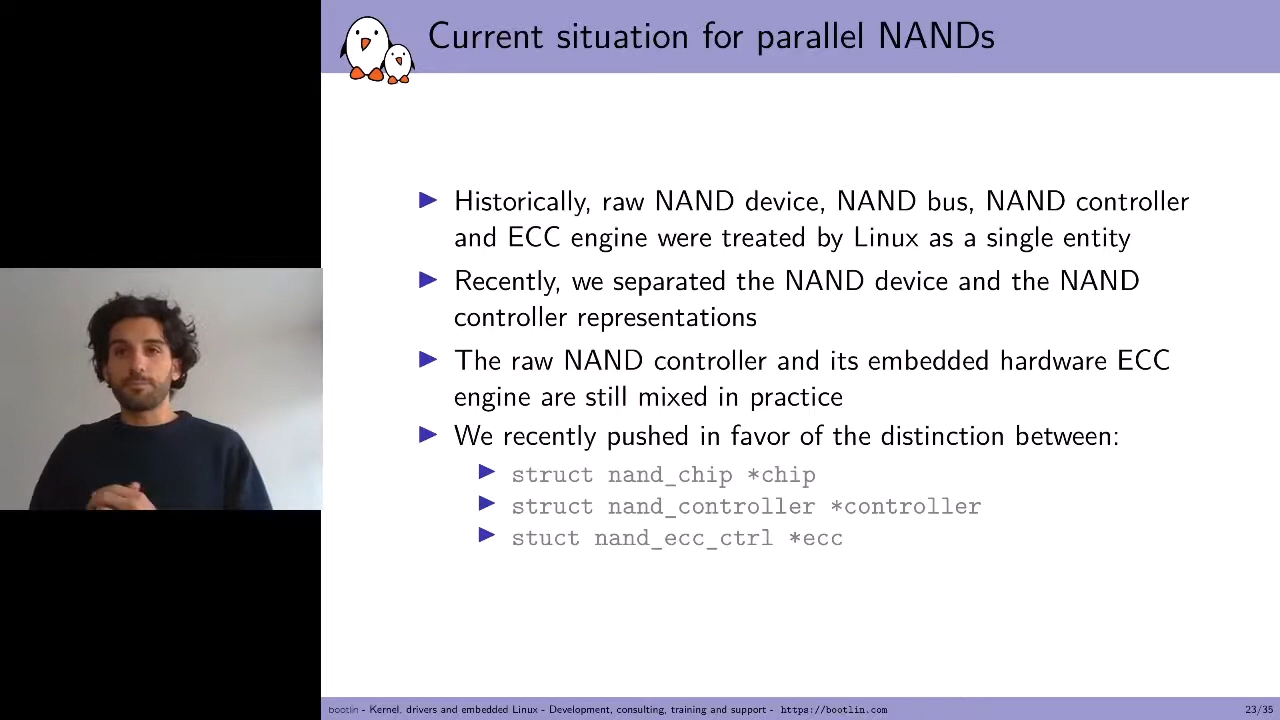 Current situation for parallel NANDs
Historically, raw NAND device, NAND bus, NAND controller
and ECC engine were treated by Linux as a single entity
Recently, we separated the NAND device and the NAND
controller representations
The raw NAND controller and its embedded hardware ECC
engine are still mixed in practice
We recently pushed in favor of the distinction between:
struct nand_chip *chip
struct nand_controller *controller
stuct nand_ecc_ctrl *ecc
bootlin - Kernel, drivers and embedded Linux - Development, consulting, training and support - https://bootlin.com
23/35